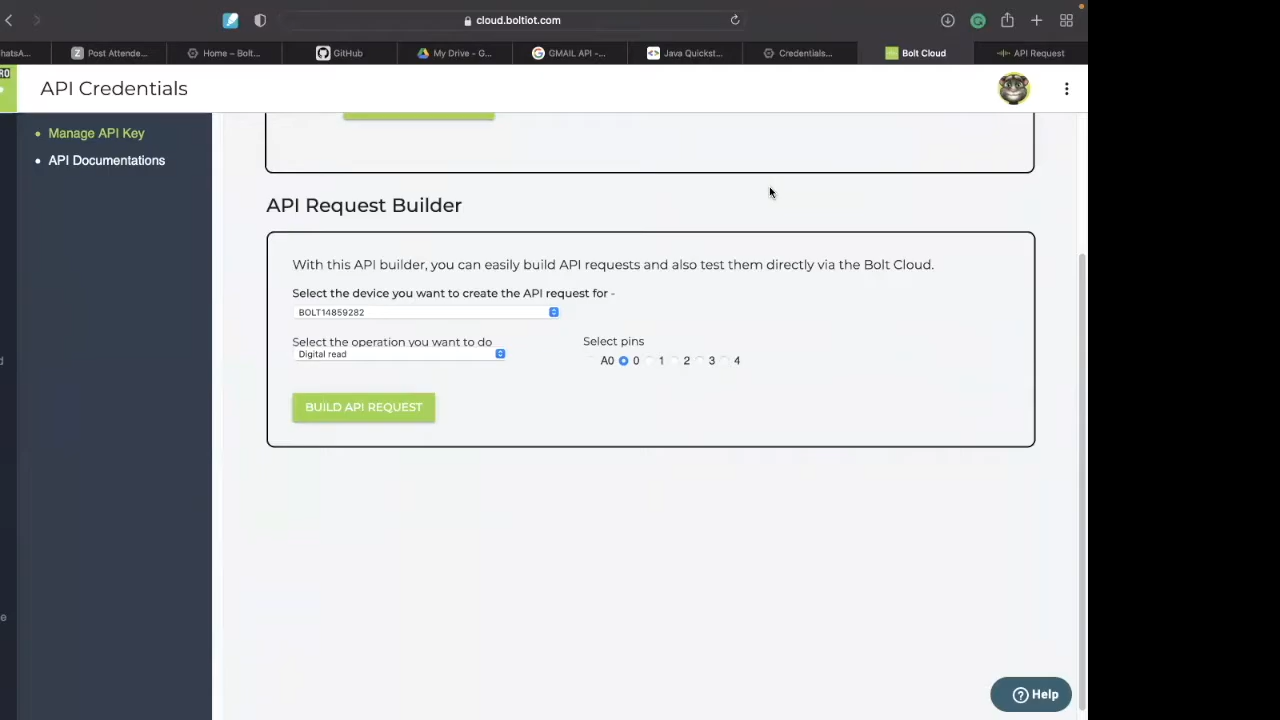 cloud.boltiot.com
hatsA...
Post Attende...
Home – Bolt...
GitHub
My Drive - G...
GMAIL API -...
Java Quickst...
Credentials...
Bolt Cloud
API Request
RO
API Credentials
Manage API Key
API Documentations
API Request Builder
With this API builder, you can easily build API requests and also test them directly via the Bolt Cloud.
Select the device you want to create the API request for -
BOLT14859282
Select the operation you want to do
Select pins
Digital read
A0 0 1 2 3 4
BUILD API REQUEST
Help